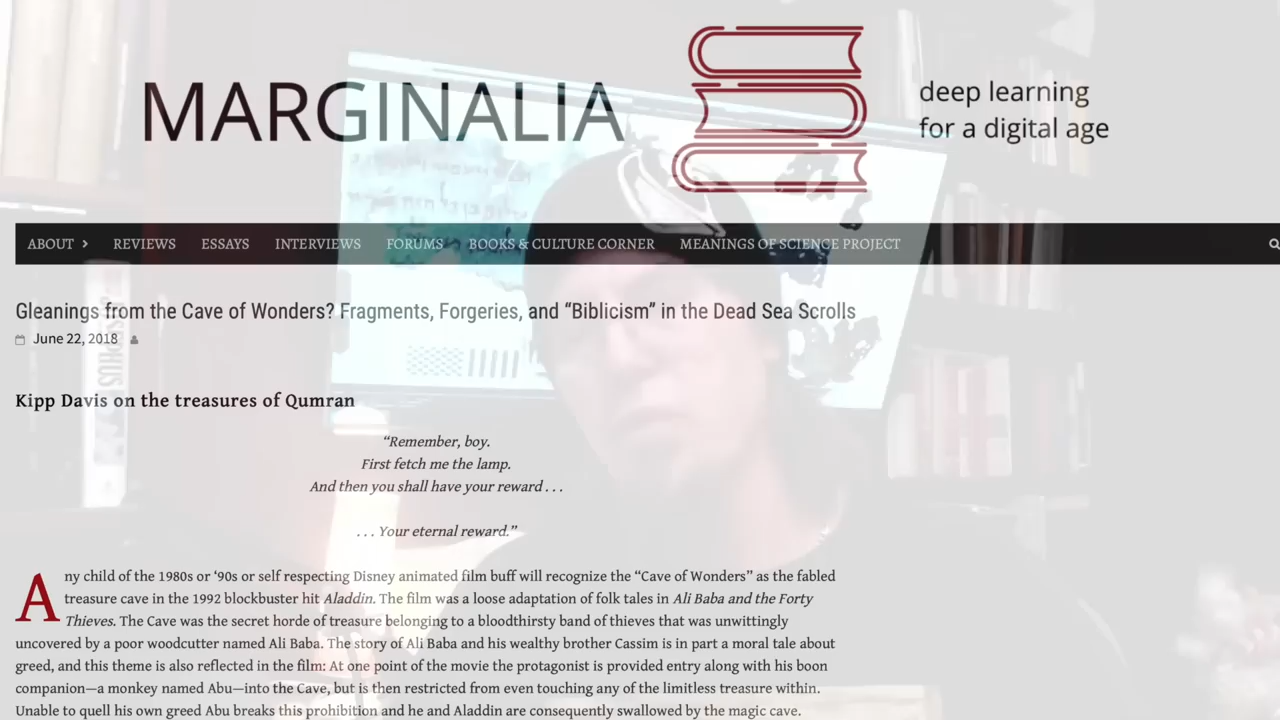 MARGINALIA
deep learning
for a digital age
ABOUT REVIEWS ESSAYS INTERVIEWS FORUMS BOOKS & CULTURE CORNER MEANINGS OF SCIENCE PROJECT
Gleanings from the Cave of Wonders? Fragments, Forgeries, and “Biblicism” in the Dead Sea Scrolls
June 22, 2018
Kipp Davis on the treasures of Qumran
“Remember, boy.
First fetch me the lamp.
And then you shall have your reward . . .
. . . Your eternal reward.”
Any child of the 1980s or ‘90s or self respecting Disney animated film buff will recognize the “Cave of Wonders” as the fabled
treasure cave in the 1992 blockbuster hit Aladdin. The film was a loose adaptation of folk tales in Ali Baba and the Forty
Thieves. The Cave was the secret horde of treasure belonging to a bloodthirsty band of thieves that was unwittingly
uncovered by a poor woodcutter named Ali Baba. The story of Ali Baba and his wealthy brother Cassim is in part a moral tale about
greed, and this theme is also reflected in the film: At one point of the movie the protagonist is provided entry along with his boon
companion—a monkey named Abu—into the Cave, but is then restricted from even touching any of the limitless treasure within.
Unable to quell his own greed Abu breaks this prohibition and he and Aladdin are consequently swallowed by the magic cave.